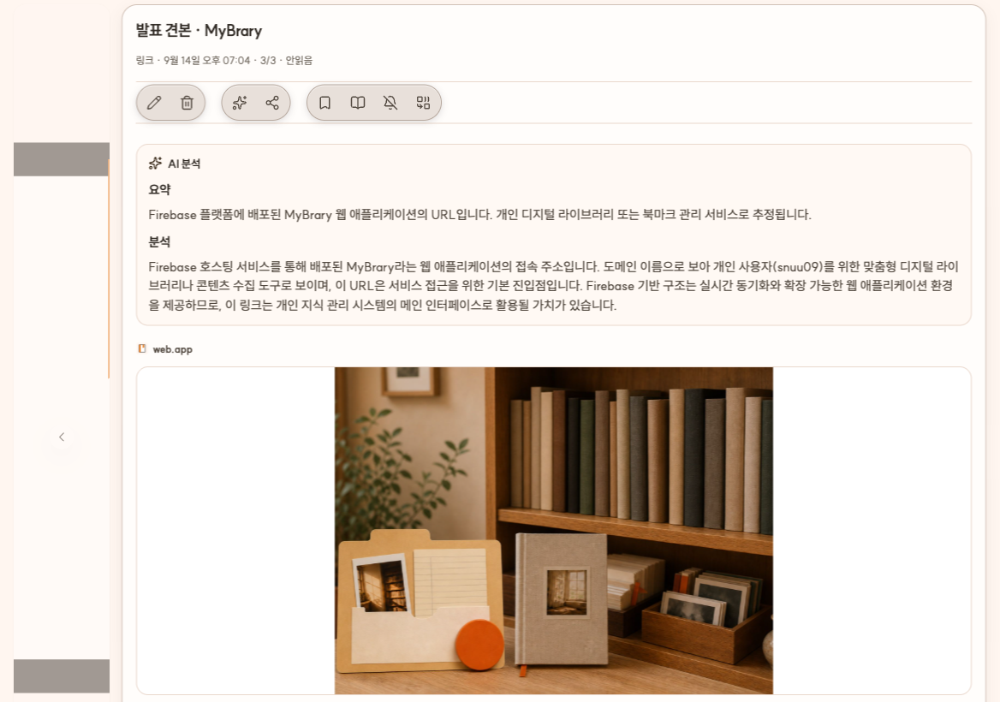 발표 견본 · MyBrary
링크 · 9월 14일 오후 07:04 · 3/3 · 안읽음
AI 분석
요약
Firebase 플랫폼에 배포된 MyBrary 웹 애플리케이션의 URL입니다. 개인 디지털 라이브러리 또는 북마크 관리 서비스로 추정됩니다.
분석
Firebase 호스팅 서비스를 통해 배포된 MyBrary라는 웹 애플리케이션의 접속 주소입니다. 도메인 이름으로 보아 개인 사용자(snuu09)를 위한 맞춤형 디지털 라이
브러리나 콘텐츠 수집 도구로 보이며, 이 URL은 서비스 접근을 위한 기본 진입점입니다. Firebase 기반 구조는 실시간 동기화와 확장 가능한 웹 애플리케이션 환경
을 제공하므로, 이 링크는 개인 지식 관리 시스템의 메인 인터페이스로 활용될 가치가 있습니다.
web.app